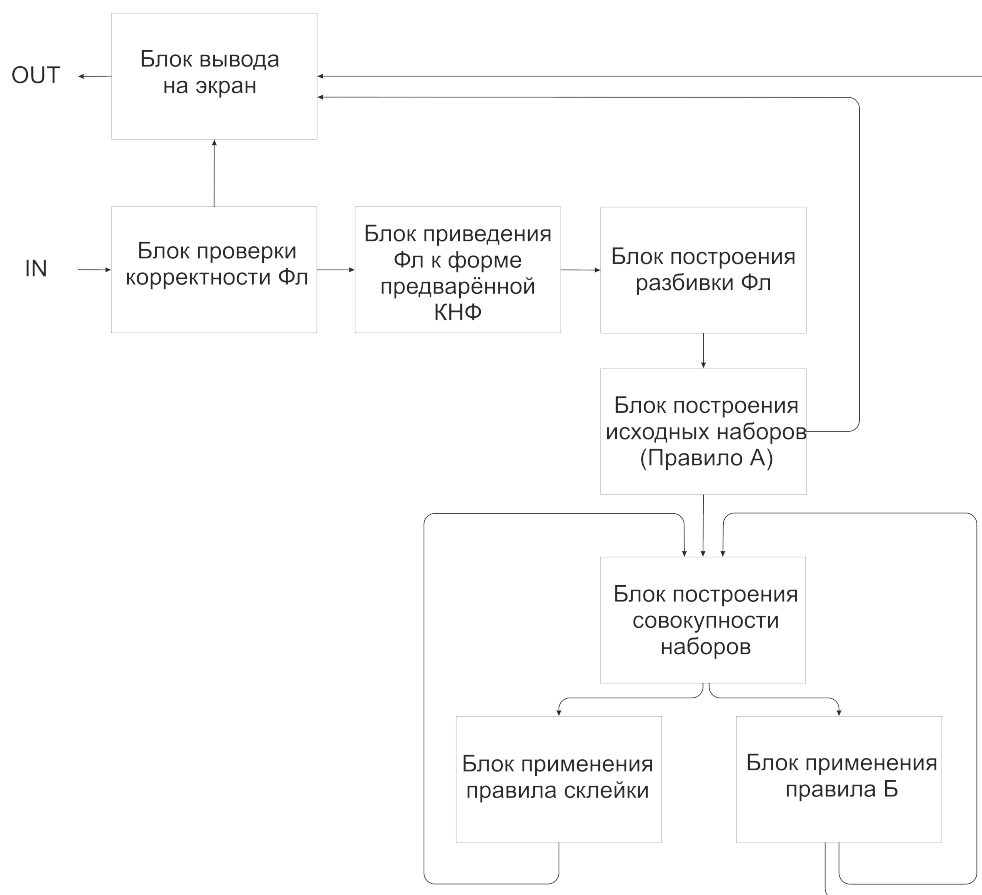 Блок вывода
на экран
OUT
IN
Блок проверки
корректности Фл
Блок приведения
Фл к форме
предварённой
КНФ
Блок построения
разбивки Фл
Блок построения
исходных наборов
(Правило А)
Блок построения
совокупности
наборов
Блок применения
правила склейки
Блок применения
правила Б